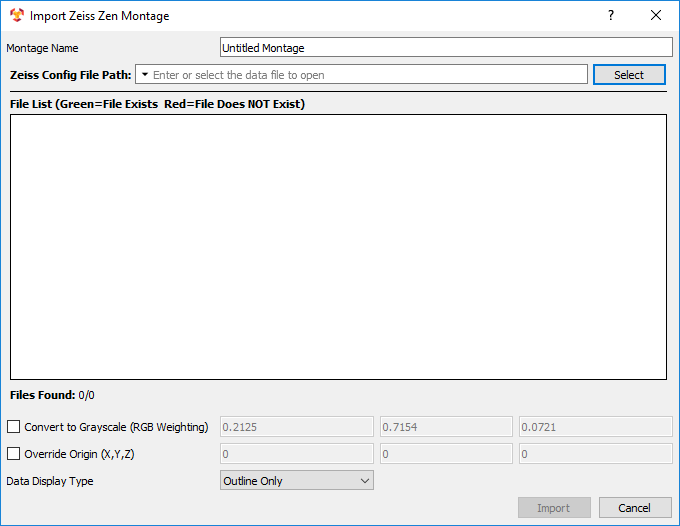 Import Zeiss Zen Montage ?
Montage Name Untitled Montage
Zeiss Config File Path: Enter or select the data file to open Select
File List (Green=File Exists  Red=File Does NOT Exist)
Files Found: 0/0
Convert to Grayscale (RGB Weighting) 0.2125 0.7154 0.0721
Override Origin (X,Y,Z) 0 0 0
Data Display Type Outline Only
Import Cancel